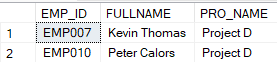 EMP_ID FULLNAME PRO_NAME
1 EMP007 Kevin Thomas Project D
2 EMP010 Peter Calors Project D